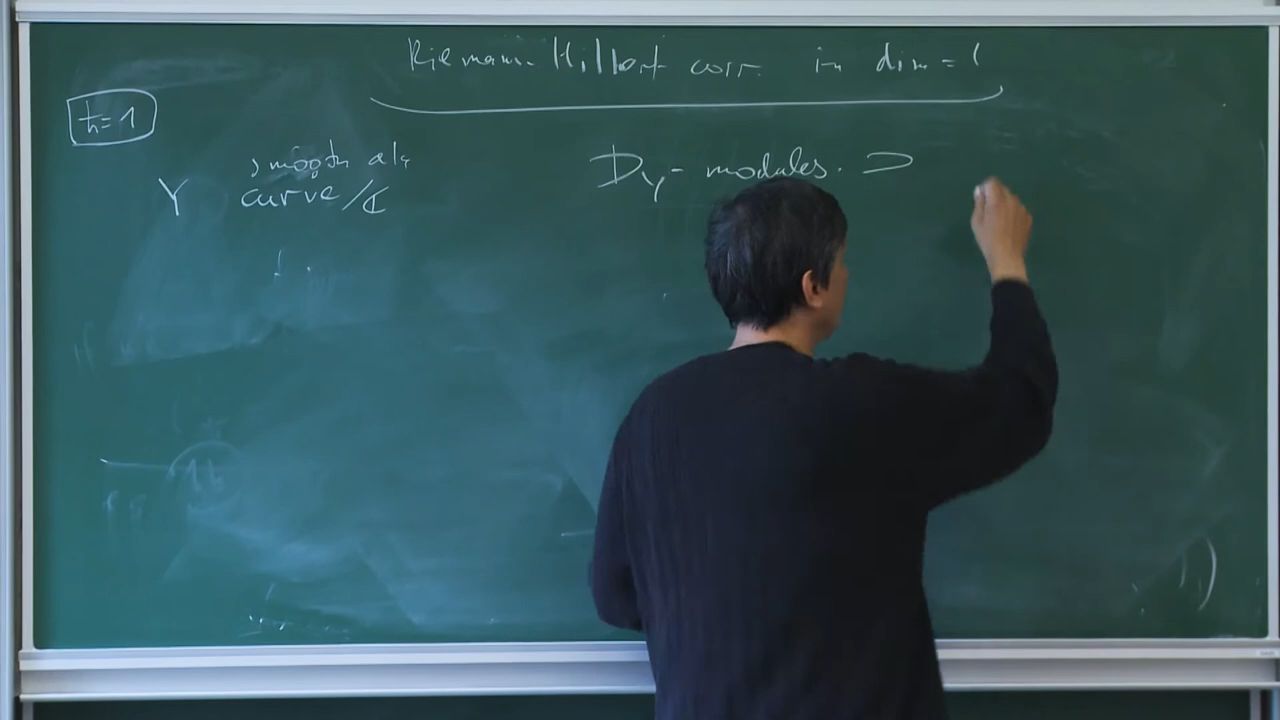 Riemann-Hilbert corr. in dim = 1
ħ=1
smooth alg
Y curve/ℂ
D_Y - modules. ⊃